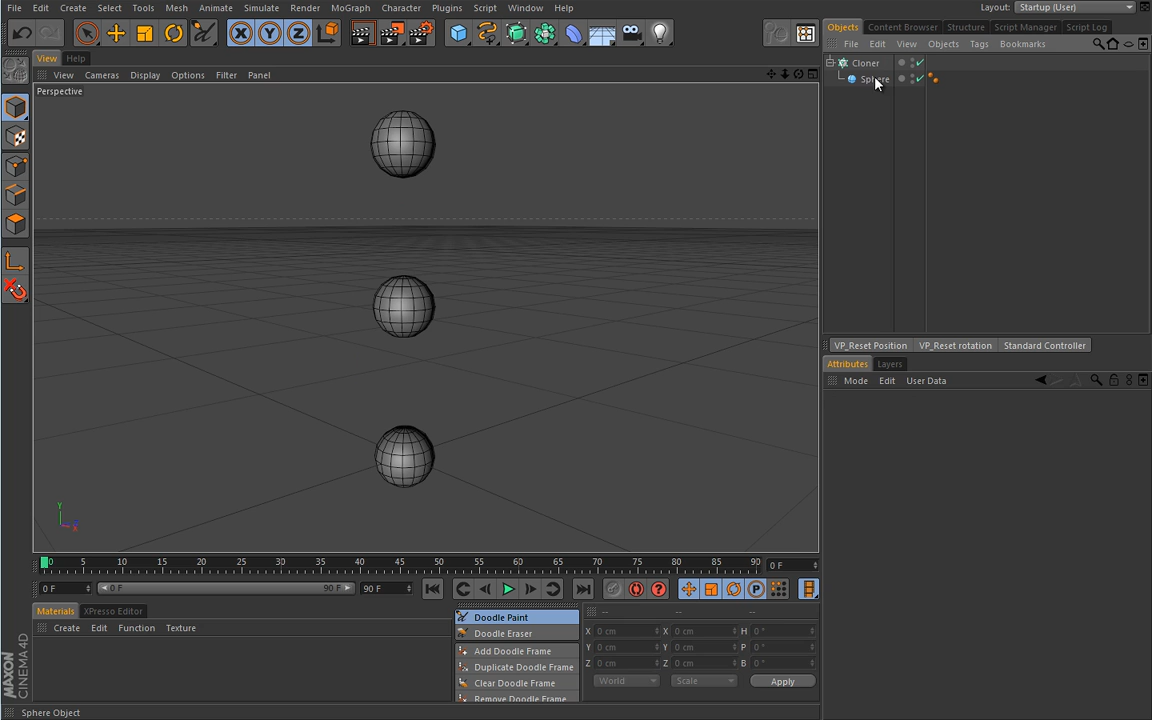 File Edit Create Select Tools Mesh Animate Simulate Render MoGraph Character Plugins Script Window Help Layout: Startup (User)
X Y Z
Objects Content Browser Structure Script Manager Script Log
File Edit View Objects Tags Bookmarks
View Help
View Cameras Display Options Filter Panel
Perspective
Cloner
Sphere
Y
X
VP_Reset Position VP_Reset rotation Standard Controller
Attributes Layers
Mode Edit User Data
0 5 10 15 20 25 30 35 40 45 50 55 60 65 70 75 80 85 90 0 F
0 F 0 F 90 F 90 F
P
Materials XPresso Editor
Create Edit Function Texture
Doodle Paint
Doodle Eraser
Add Doodle Frame
Duplicate Doodle Frame
Clear Doodle Frame
Remove Doodle Frame
-- -- --
X 0 cm X 0 cm H 0 °
Y 0 cm Y 0 cm P 0 °
Z 0 cm Z 0 cm B 0 °
World Scale Apply
MAXON
CINEMA 4D
Sphere Object